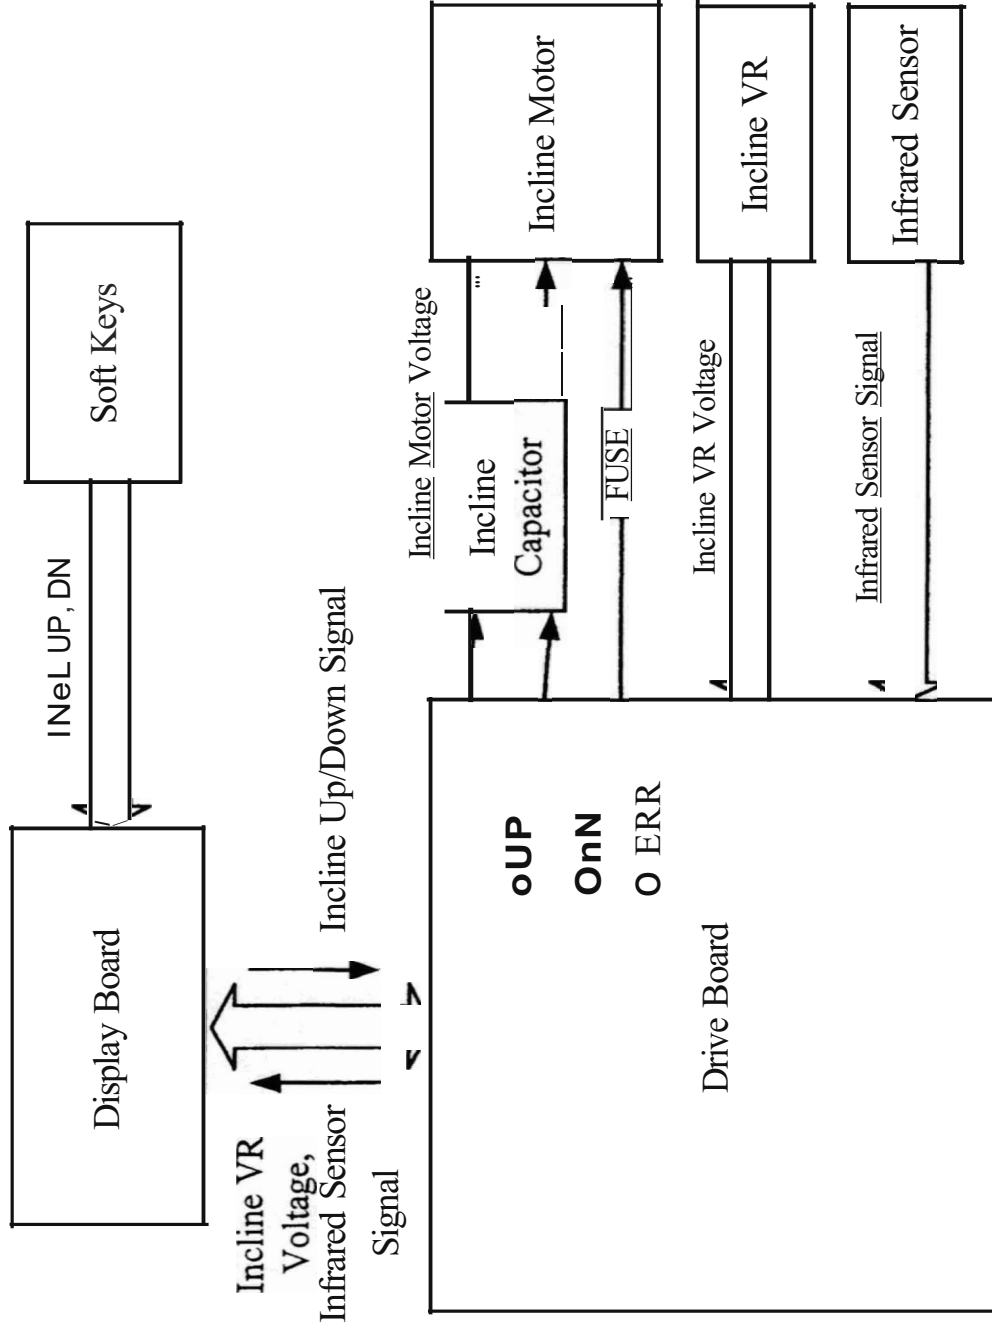 Soft Keys
INeL UP, DN
Display Board
Incline VR
Voltage,
Infrared Sensor
Signal
Incline Up/Down Signal
Incline Motor Voltage
Incline
Capacitor
FUSE
Incline Motor
Incline VR Voltage
Incline VR
Infrared Sensor Signal
Infrared Sensor
oUP
OnN
O ERR
Drive Board